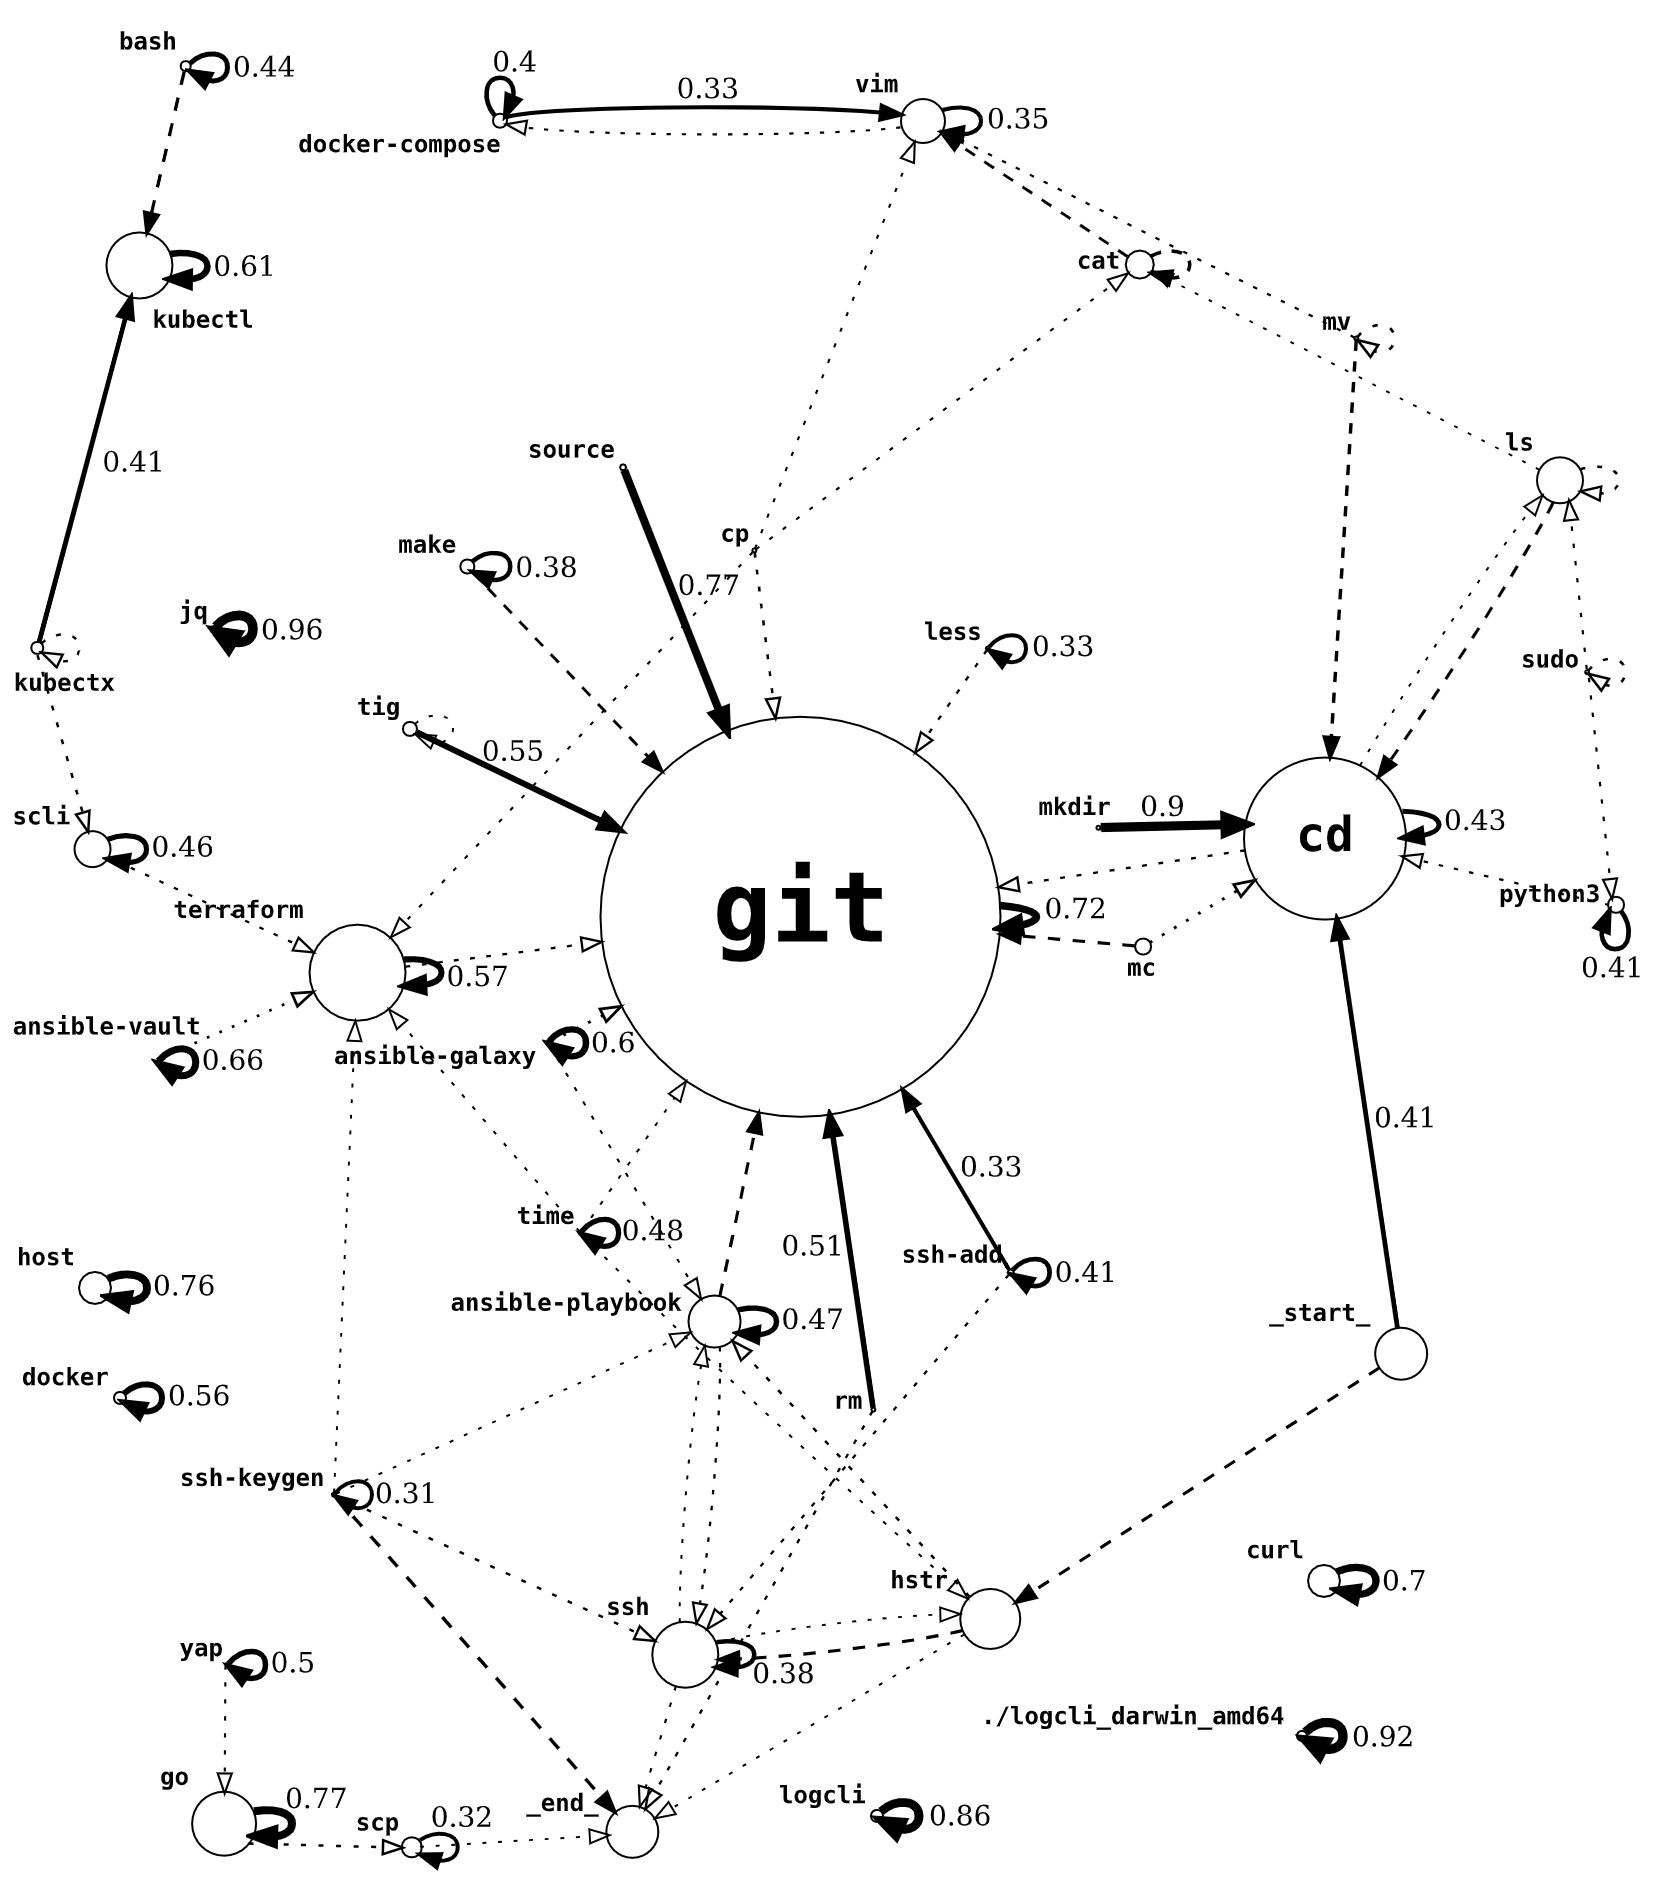 bash
0.44
0.4
0.33
vim
0.35
docker-compose
cat
0.61
kubectl
mv
0.41
source
ls
make
0.38
cp
0.77
jq
0.96
less
0.33
kubectx
sudo
tig
0.55
mkdir
0.9
scli
0.46
cd
0.43
git
terraform
python3
0.72
mc
0.41
0.57
ansible-vault
0.66
ansible-galaxy
0.6
0.41
0.33
time
0.48
0.51
ssh-add
0.41
host
0.76
ansible-playbook
0.47
_start_
docker
0.56
rm
ssh-keygen
0.31
curl
0.7
hstr
ssh
0.38
yap
0.5
./logcli_darwin_amd64
0.92
go
0.77
scp
0.32
_end_
logcli
0.86